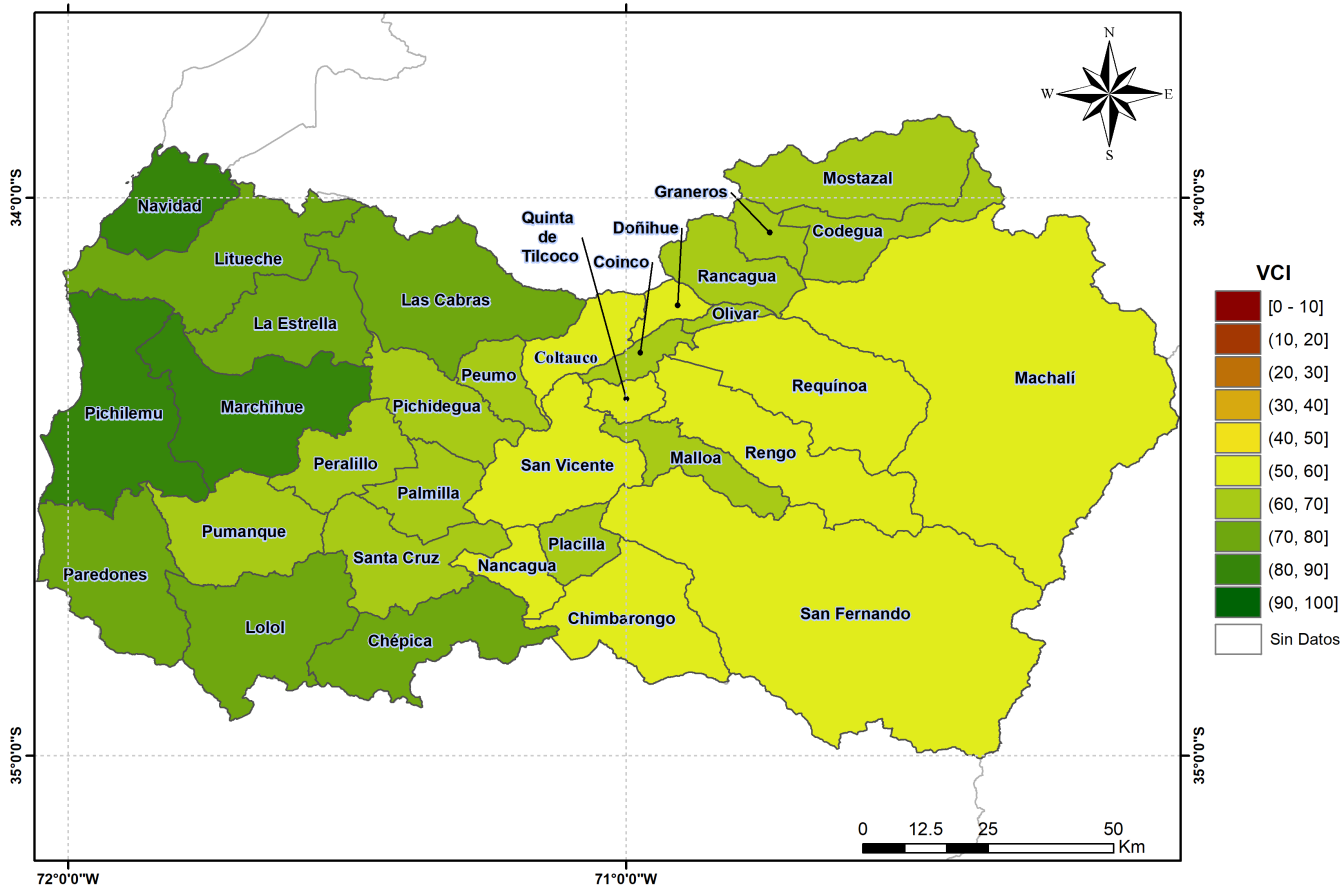 N
W
E
S
34°0'0"S
34°0'0"S
35°0'0"S
35°0'0"S
72°0'0"W
71°0'0"W
Navidad
Litueche
La Estrella
Las Cabras
Pichilemu
Marchihue
Peumo
Pichidegua
Peralillo
Palmilla
Pumanque
Santa Cruz
Paredones
Lolol
Chépica
Quinta
de
Tilcoco
Doñihue
Coinco
Graneros
Mostazal
Codegua
Rancagua
Olivar
Coltauco
Requínoa
Machalí
Rengo
Malloa
San Vicente
Placilla
Nancagua
Chimbarongo
San Fernando
VCI
[0 - 10]
(10, 20]
(20, 30]
(30, 40]
(40, 50]
(50, 60]
(60, 70]
(70, 80]
(80, 90]
(90, 100]
Sin Datos
0 12.5 25 50
Km